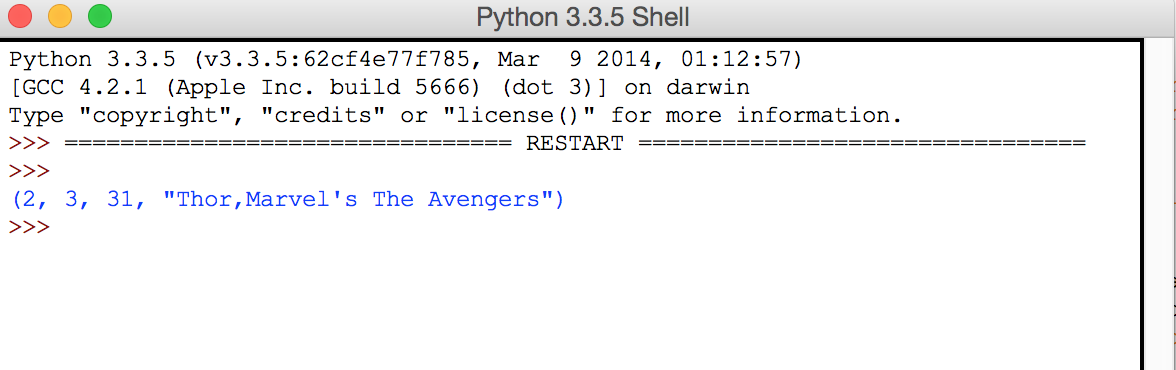 Python 3.3.5 Shell
Python 3.3.5 (v3.3.5:62cf4e77f785, Mar  9 2014, 01:12:57)
[GCC 4.2.1 (Apple Inc. build 5666) (dot 3)] on darwin
Type "copyright", "credits" or "license()" for more information.
>>> ================================ RESTART ================================
>>>
(2, 3, 31, "Thor,Marvel's The Avengers")
>>>